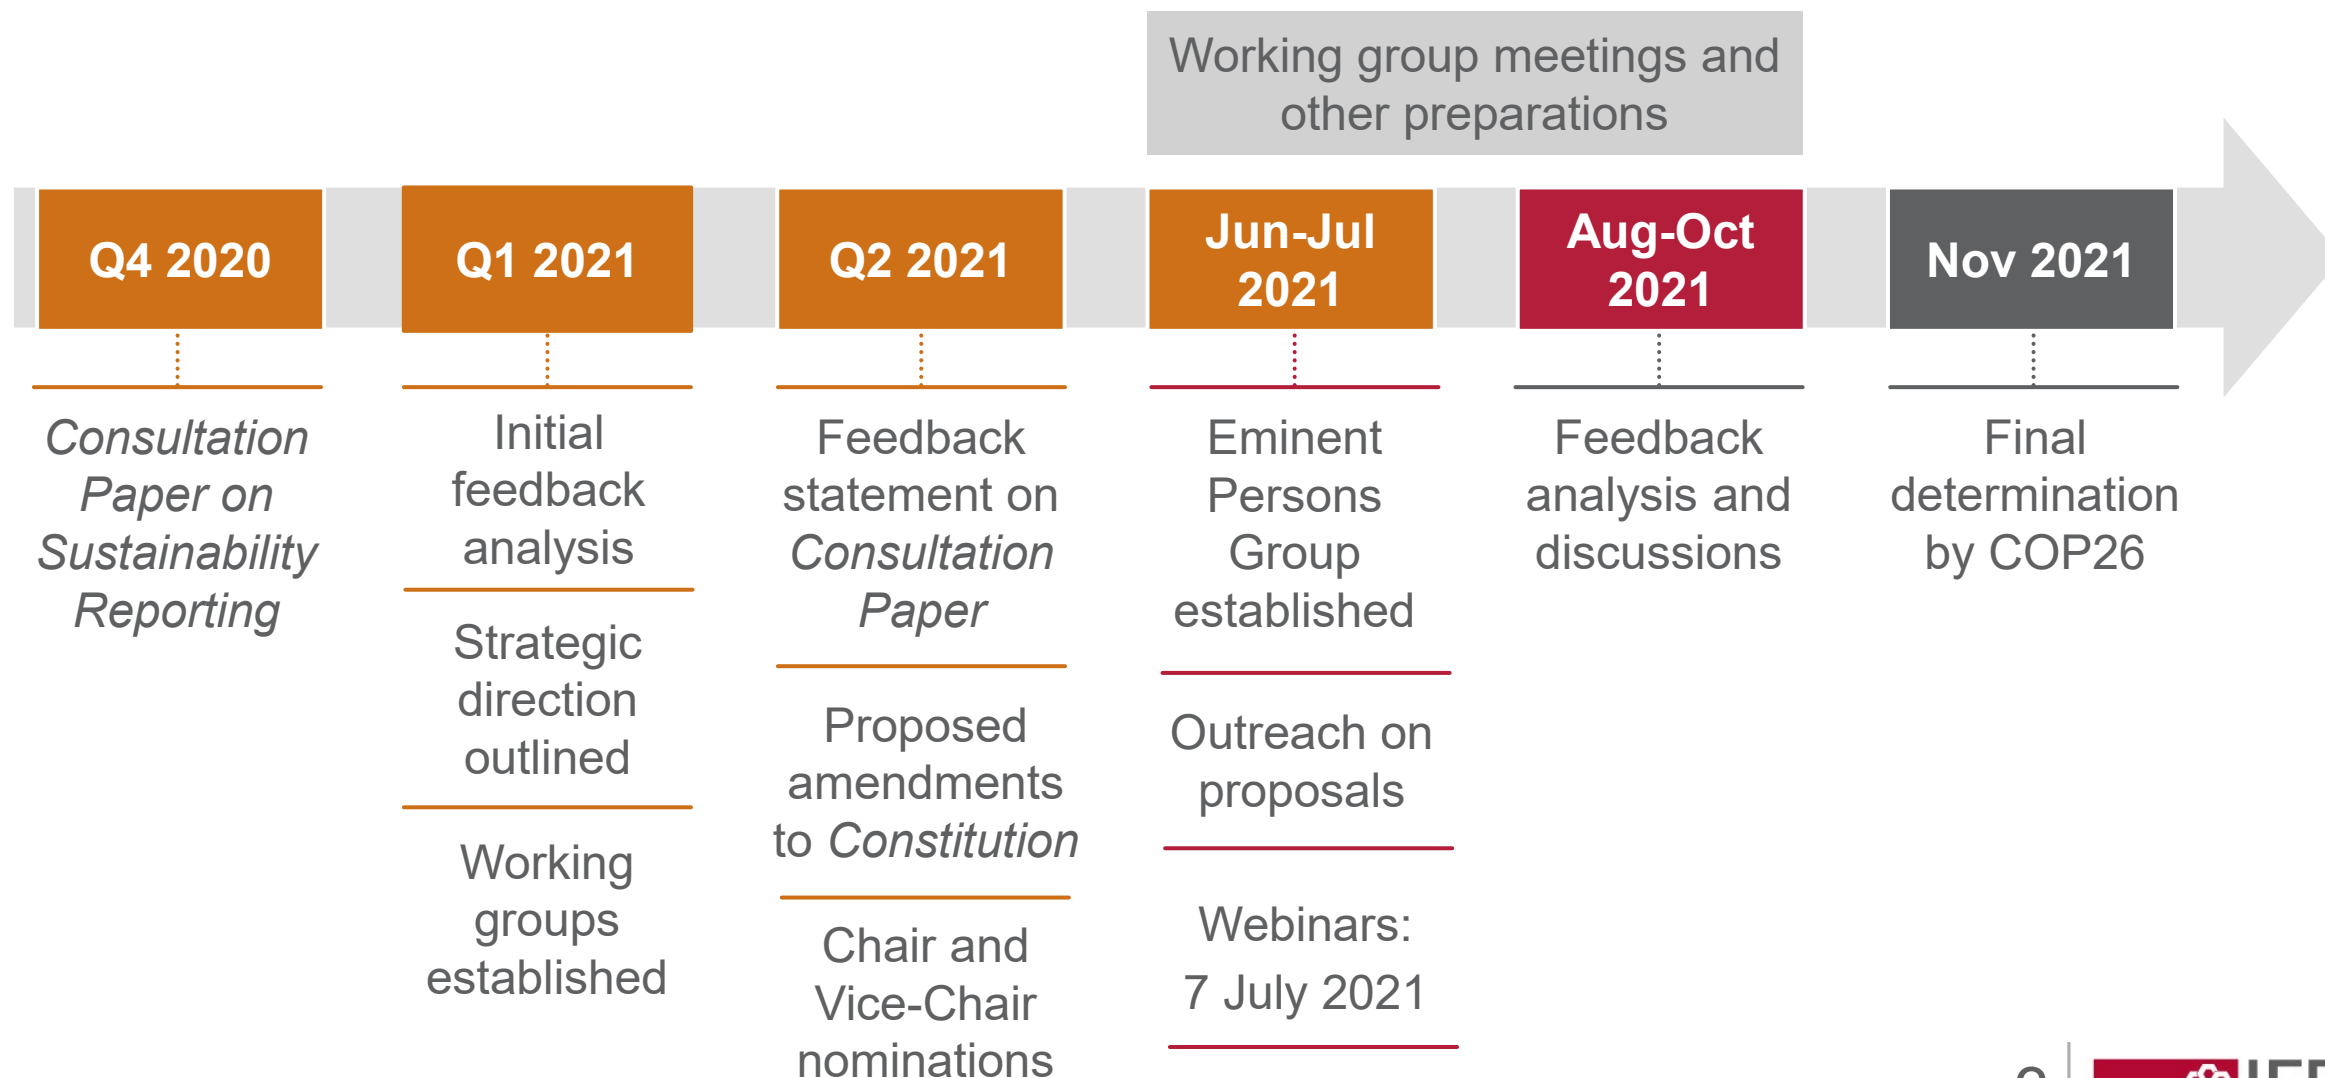 Working group meetings and
other preparations
Q4 2020
Q1 2021
Q2 2021
Jun-Jul
2021
Aug-Oct
2021
Nov 2021
Consultation
Paper on
Sustainability
Reporting
Initial
feedback
analysis
Strategic
direction
outlined
Working
groups
established
Feedback
statement on
Consultation
Paper
Proposed
amendments
to Constitution
Chair and
Vice-Chair
nominations
Eminent
Persons
Group
established
Outreach on
proposals
Webinars:
7 July 2021
Feedback
analysis and
discussions
Final
determination
by COP26